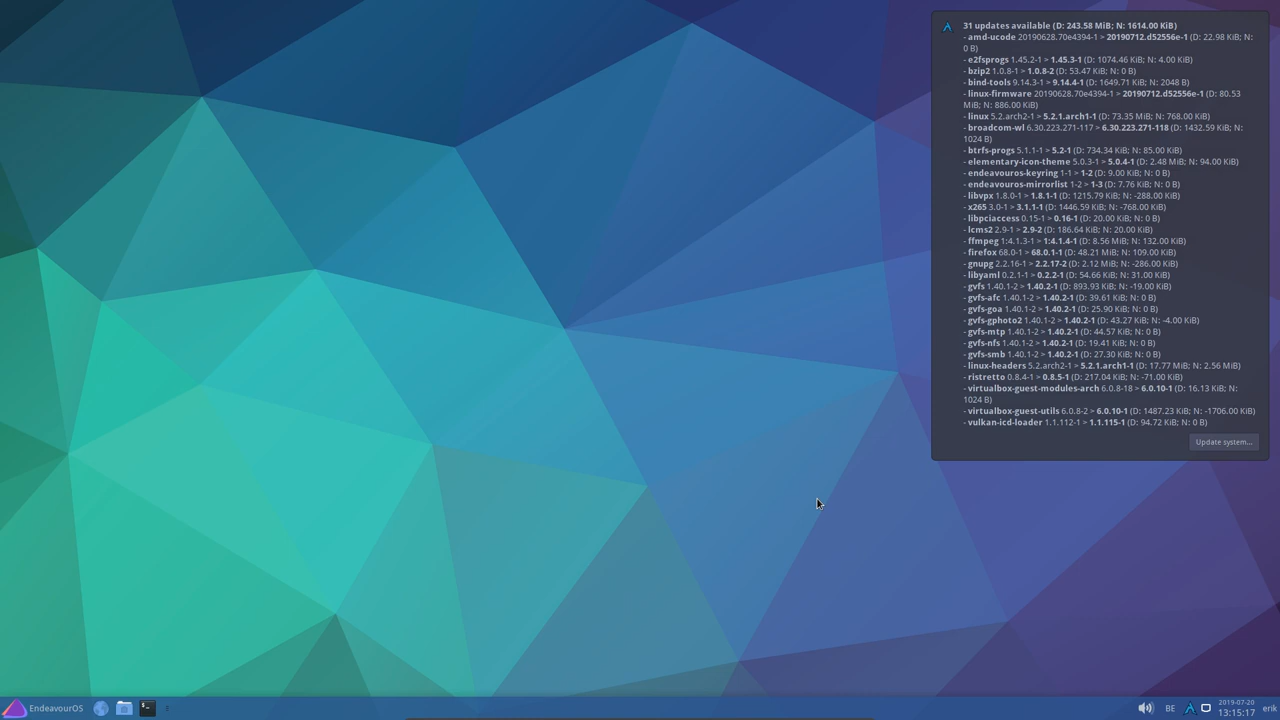 31 updates available (D: 243.58 MiB; N: 1614.00 KiB)
- amd-ucode 20190628.70e4394-1 > 20190712.d52556e-1 (D: 22.98 KiB; N:
0 B)
- e2fsprogs 1.45.2-1 > 1.45.3-1 (D: 1074.46 KiB; N: 4.00 KiB)
- bzip2 1.0.8-1 > 1.0.8-2 (D: 53.47 KiB; N: 0 B)
- bind-tools 9.14.3-1 > 9.14.4-1 (D: 1649.71 KiB; N: 2048 B)
- linux-firmware 20190628.70e4394-1 > 20190712.d52556e-1 (D: 80.53
MiB; N: 886.00 KiB)
- linux 5.2.arch2-1 > 5.2.1.arch1-1 (D: 73.35 MiB; N: 768.00 KiB)
- broadcom-wl 6.30.223.271-117 > 6.30.223.271-118 (D: 1432.59 KiB; N:
1024 B)
- btrfs-progs 5.1.1-1 > 5.2-1 (D: 734.34 KiB; N: 85.00 KiB)
- elementary-icon-theme 5.0.3-1 > 5.0.4-1 (D: 2.48 MiB; N: 94.00 KiB)
- endeavouros-keyring 1-1 > 1-2 (D: 9.00 KiB; N: 0 B)
- endeavouros-mirrorlist 1-2 > 1-3 (D: 7.76 KiB; N: 0 B)
- libvpx 1.8.0-1 > 1.8.1-1 (D: 1215.79 KiB; N: -288.00 KiB)
- x265 3.0-1 > 3.1.1-1 (D: 1446.59 KiB; N: -768.00 KiB)
- libpciaccess 0.15-1 > 0.16-1 (D: 20.00 KiB; N: 0 B)
- lcms2 2.9-1 > 2.9-2 (D: 186.64 KiB; N: 20.00 KiB)
- ffmpeg 1:4.1.3-1 > 1:4.1.4-1 (D: 8.56 MiB; N: 132.00 KiB)
- firefox 68.0-1 > 68.0.1-1 (D: 48.21 MiB; N: 109.00 KiB)
- gnupg 2.2.16-1 > 2.2.17-2 (D: 2.12 MiB; N: -286.00 KiB)
- libyaml 0.2.1-1 > 0.2.2-1 (D: 54.66 KiB; N: 31.00 KiB)
- gvfs 1.40.1-2 > 1.40.2-1 (D: 893.93 KiB; N: -19.00 KiB)
- gvfs-afc 1.40.1-2 > 1.40.2-1 (D: 39.61 KiB; N: 0 B)
- gvfs-goa 1.40.1-2 > 1.40.2-1 (D: 25.90 KiB; N: 0 B)
- gvfs-gphoto2 1.40.1-2 > 1.40.2-1 (D: 43.27 KiB; N: -4.00 KiB)
- gvfs-mtp 1.40.1-2 > 1.40.2-1 (D: 44.57 KiB; N: 0 B)
- gvfs-nfs 1.40.1-2 > 1.40.2-1 (D: 19.41 KiB; N: 0 B)
- gvfs-smb 1.40.1-2 > 1.40.2-1 (D: 27.30 KiB; N: 0 B)
- linux-headers 5.2.arch2-1 > 5.2.1.arch1-1 (D: 17.77 MiB; N: 2.56 MiB)
- ristretto 0.8.4-1 > 0.8.5-1 (D: 217.04 KiB; N: -71.00 KiB)
- virtualbox-guest-modules-arch 6.0.8-18 > 6.0.10-1 (D: 16.13 KiB; N:
1024 B)
- virtualbox-guest-utils 6.0.8-2 > 6.0.10-1 (D: 1487.23 KiB; N: -1706.00 KiB)
- vulkan-icd-loader 1.1.112-1 > 1.1.115-1 (D: 94.72 KiB; N: 0 B)
Update system...
EndeavourOS
BE
2019-07-20
13:15:17
erik